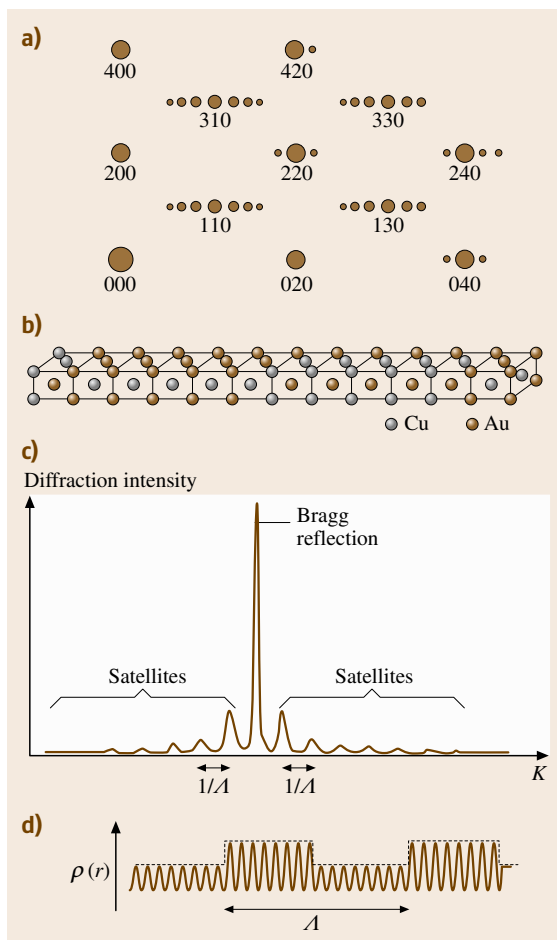 a)
400 420
310 330
200 220 240
110 130
000 020 040
b)
Cu Au
c)
Diffraction intensity
Bragg
reflection
Satellites Satellites
1/Λ 1/Λ
K
d)
ρ(r)
Λ